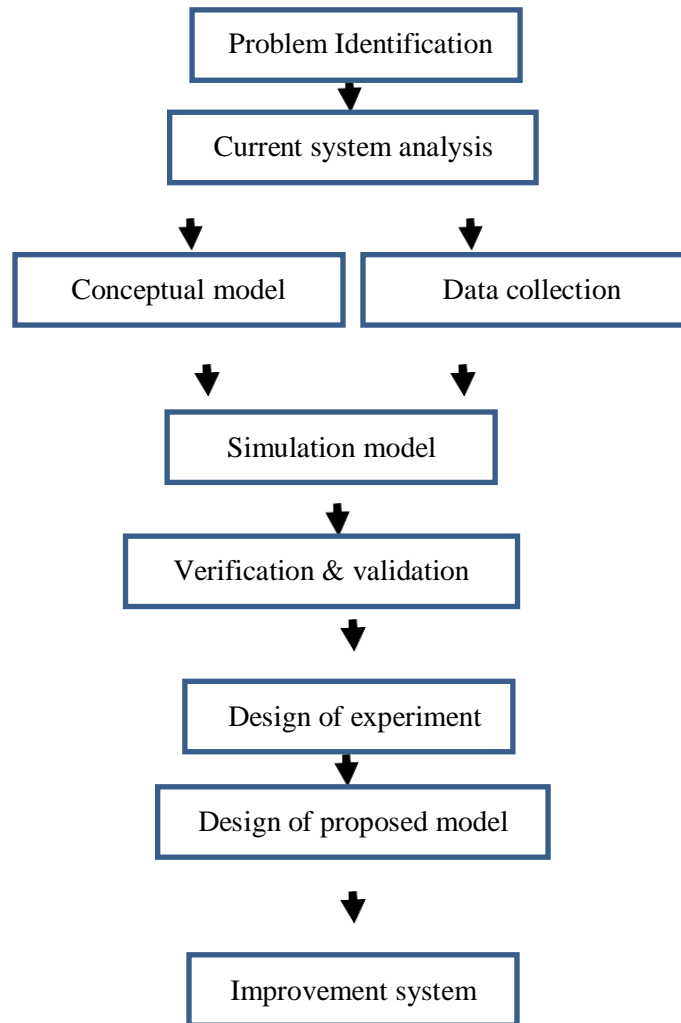 Problem Identification
Current system analysis
Conceptual model
Data collection
Simulation model
Verification & validation
Design of experiment
Design of proposed model
Improvement system